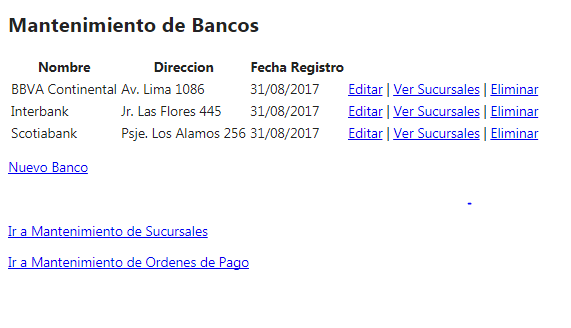 Mantenimiento de Bancos
Nombre Direccion Fecha Registro
BBVA Continental Av. Lima 1086 31/08/2017 Editar | Ver Sucursales | Eliminar
Interbank Jr. Las Flores 445 31/08/2017 Editar | Ver Sucursales | Eliminar
Scotiabank Psje. Los Alamos 256 31/08/2017 Editar | Ver Sucursales | Eliminar
Nuevo Banco
-
Ir a Mantenimiento de Sucursales
Ir a Mantenimiento de Ordenes de Pago